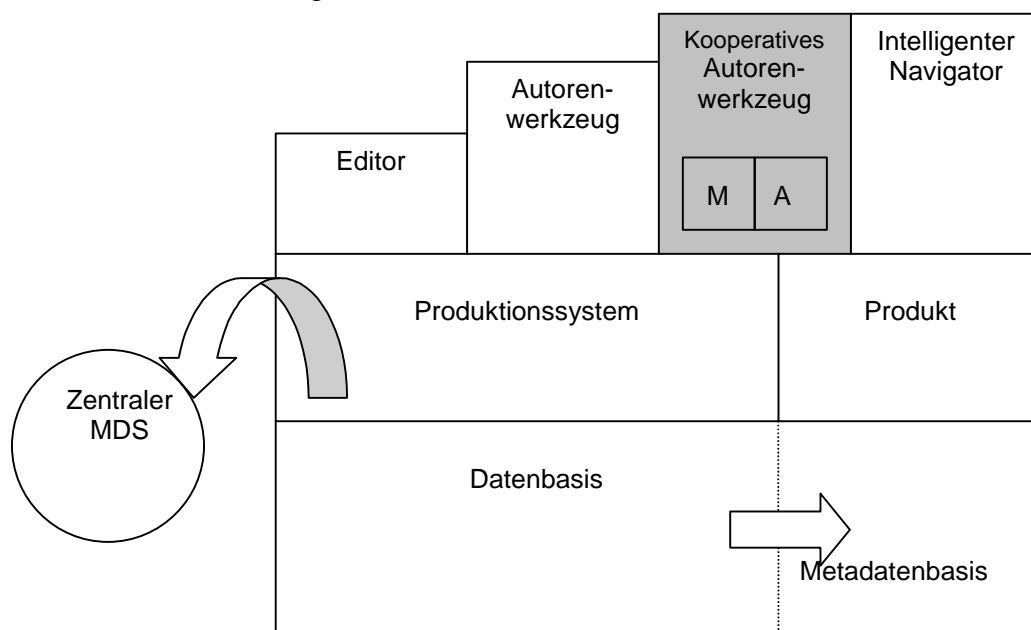 Editor
Autoren-
werkzeug
Kooperatives
Autoren-
werkzeug
M A
Intelligenter
Navigator
Produktionssystem
Produkt
Zentraler
MDS
Datenbasis
Metadatenbasis